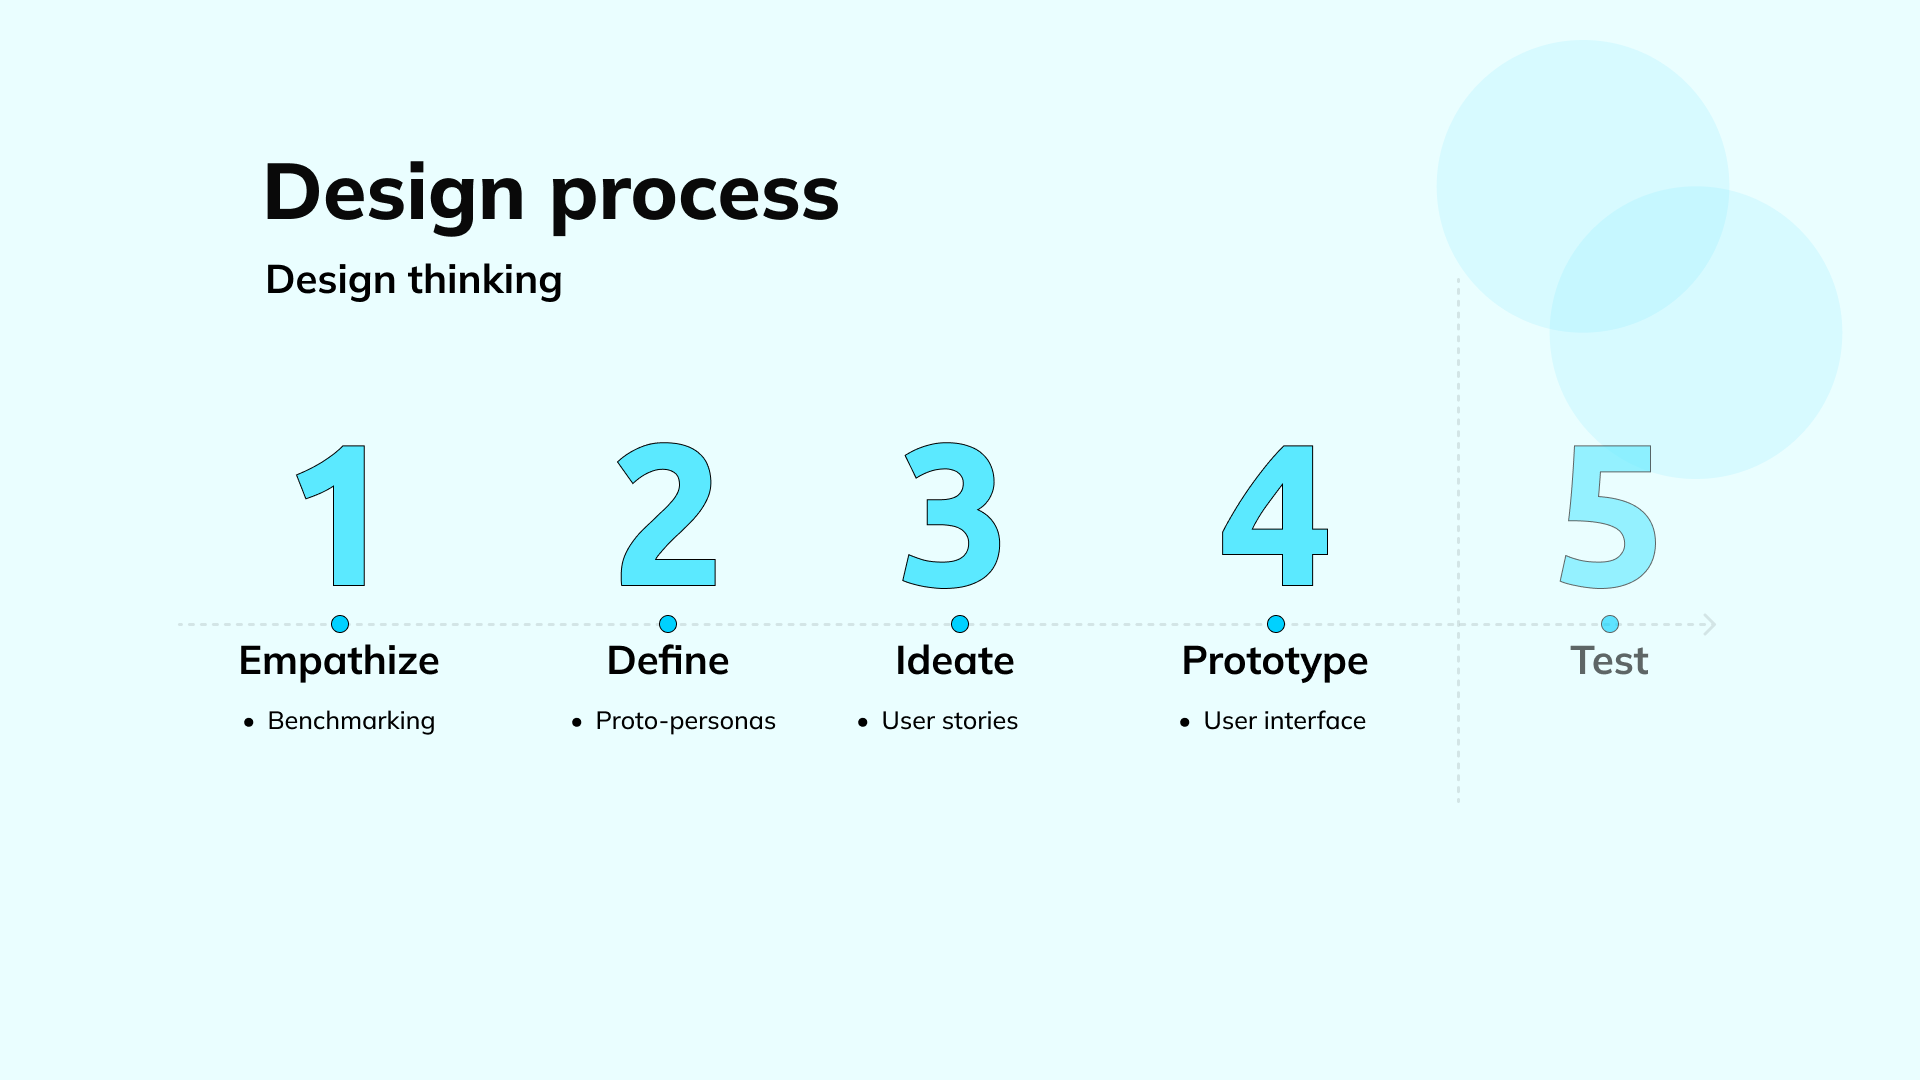 Design process
Design thinking
1 2 3 4 5
Empathize Define Ideate Prototype Test
• Benchmarking • Proto-personas • User stories • User interface